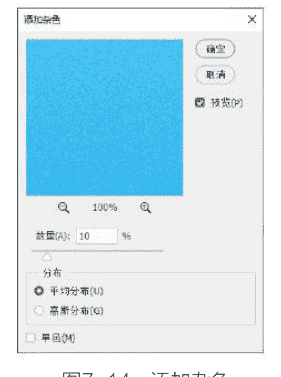 添加杂色
确定
取消
预览(P)
100%
数量(A): 10 %
分布
平均分布(U)
高斯分布(G)
单色(M)
图7-14 添加杂色